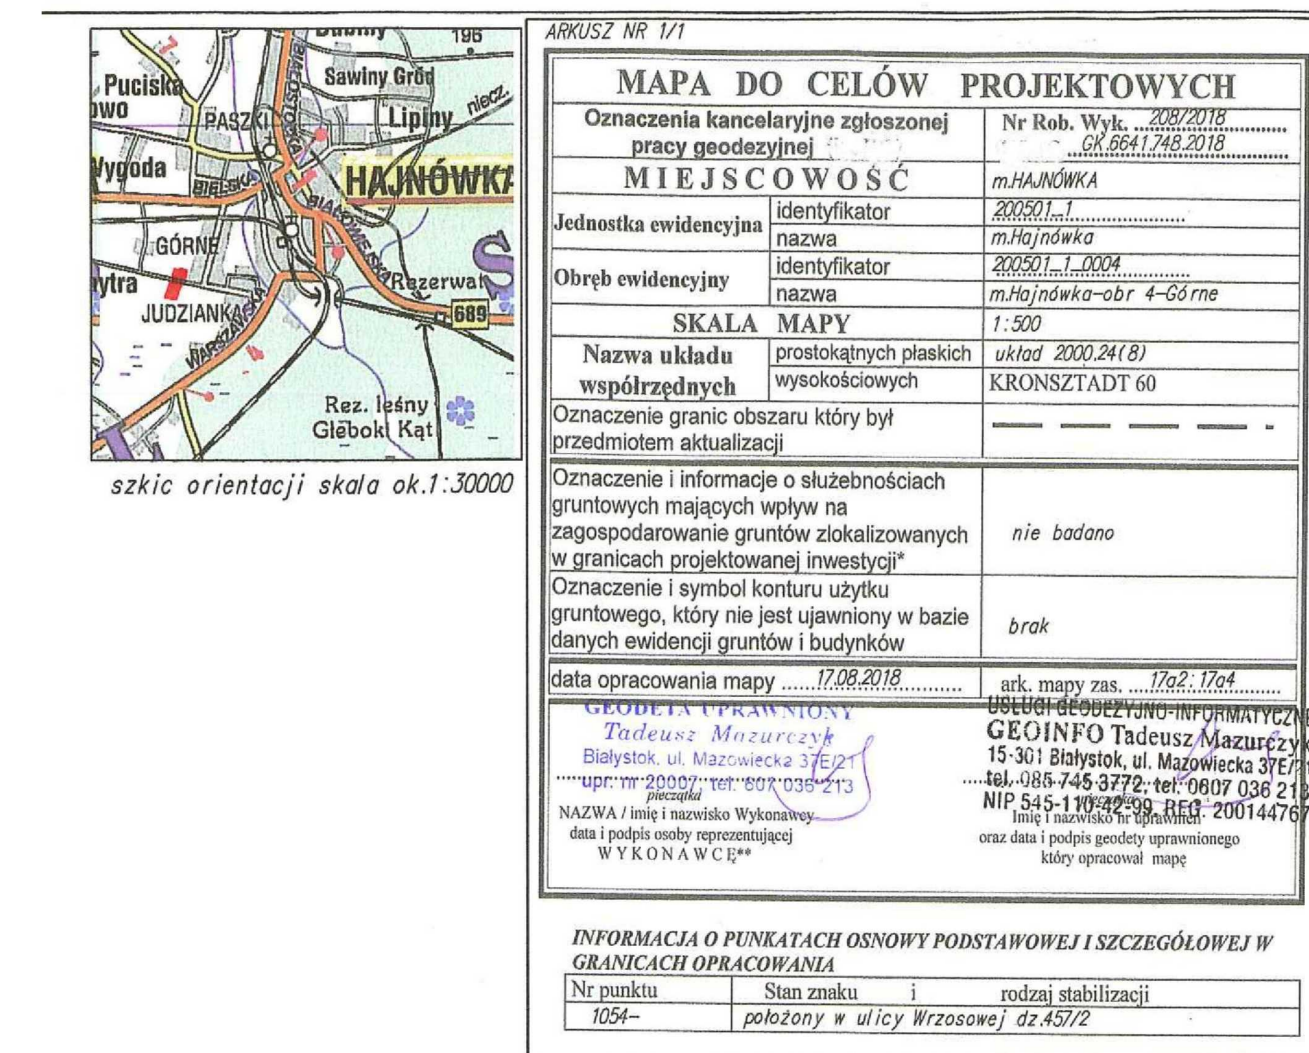 196
Puciska
owo
Sawiny Gród
niecz.
PASZKI
Lipiny
Wygoda
HAJNÓWKA
BIELSKA
BIAŁOWIESKA
GÓRNE
Rezerwat
ytra
JUDZIANKA
689
WARSZAWSKA
4
Rez. leśny
Głęboki Kąt
szkic orientacji skala ok.1:30000
ARKUSZ NR 1/1
MAPA DO CELÓW PROJEKTOWYCH
Oznaczenia kancelaryjne zgłoszonej
pracy geodezyjnej
Nr Rob. Wyk. 208/2018
GK.6641.748.2018
MIEJSCOWOŚĆ
m.HAJNÓWKA
Jednostka ewidencyjna
identyfikator
200501_1
nazwa
m.Hajnówka
Obręb ewidencyjny
identyfikator
200501_1_0004
nazwa
m.Hajnówka-obr 4-Górne
SKALA MAPY
1:500
Nazwa układu
współrzędnych
prostokątnych płaskich
układ 2000.24(8)
wysokościowych
KRONSZTADT 60
Oznaczenie granic obszaru który był
przedmiotem aktualizacji
Oznaczenie i informacje o służebnościach
gruntowych mających wpływ na
zagospodarowanie gruntów zlokalizowanych
w granicach projektowanej inwestycji*
nie badano
Oznaczenie i symbol konturu użytku
gruntowego, który nie jest ujawniony w bazie
danych ewidencji gruntów i budynków
brak
data opracowania mapy 17.08.2018
ark. mapy zas. 17a2; 17a4
GEODETA UPRAWNIONY
Tadeusz Mazurczyk
Białystok, ul. Mazowiecka 37E/21
upr. nr 20007, tel. 607 036 213
pieczątka
NAZWA / imię i nazwisko Wykonawcy
data i podpis osoby reprezentującej
WYKONAWCĘ**
USŁUGI GEODEZYJNO-INFORMATYCZNE
GEOINFO Tadeusz Mazurczyk
15-301 Białystok, ul. Mazowiecka 37E/21
tel. 085 745 3772, tel. 0607 036 213
NIP 545-110-42-99, REG. 200144767
pieczątka
Imię i nazwisko nr uprawnień
oraz data i podpis geodety uprawnionego
który opracował mapę
INFORMACJA O PUNKATACH OSNOWY PODSTAWOWEJ I SZCZEGÓŁOWEJ W
GRANICACH OPRACOWANIA
Nr punktu
Stan znaku i rodzaj stabilizacji
1054-
położony w ulicy Wrzosowej dz.457/2